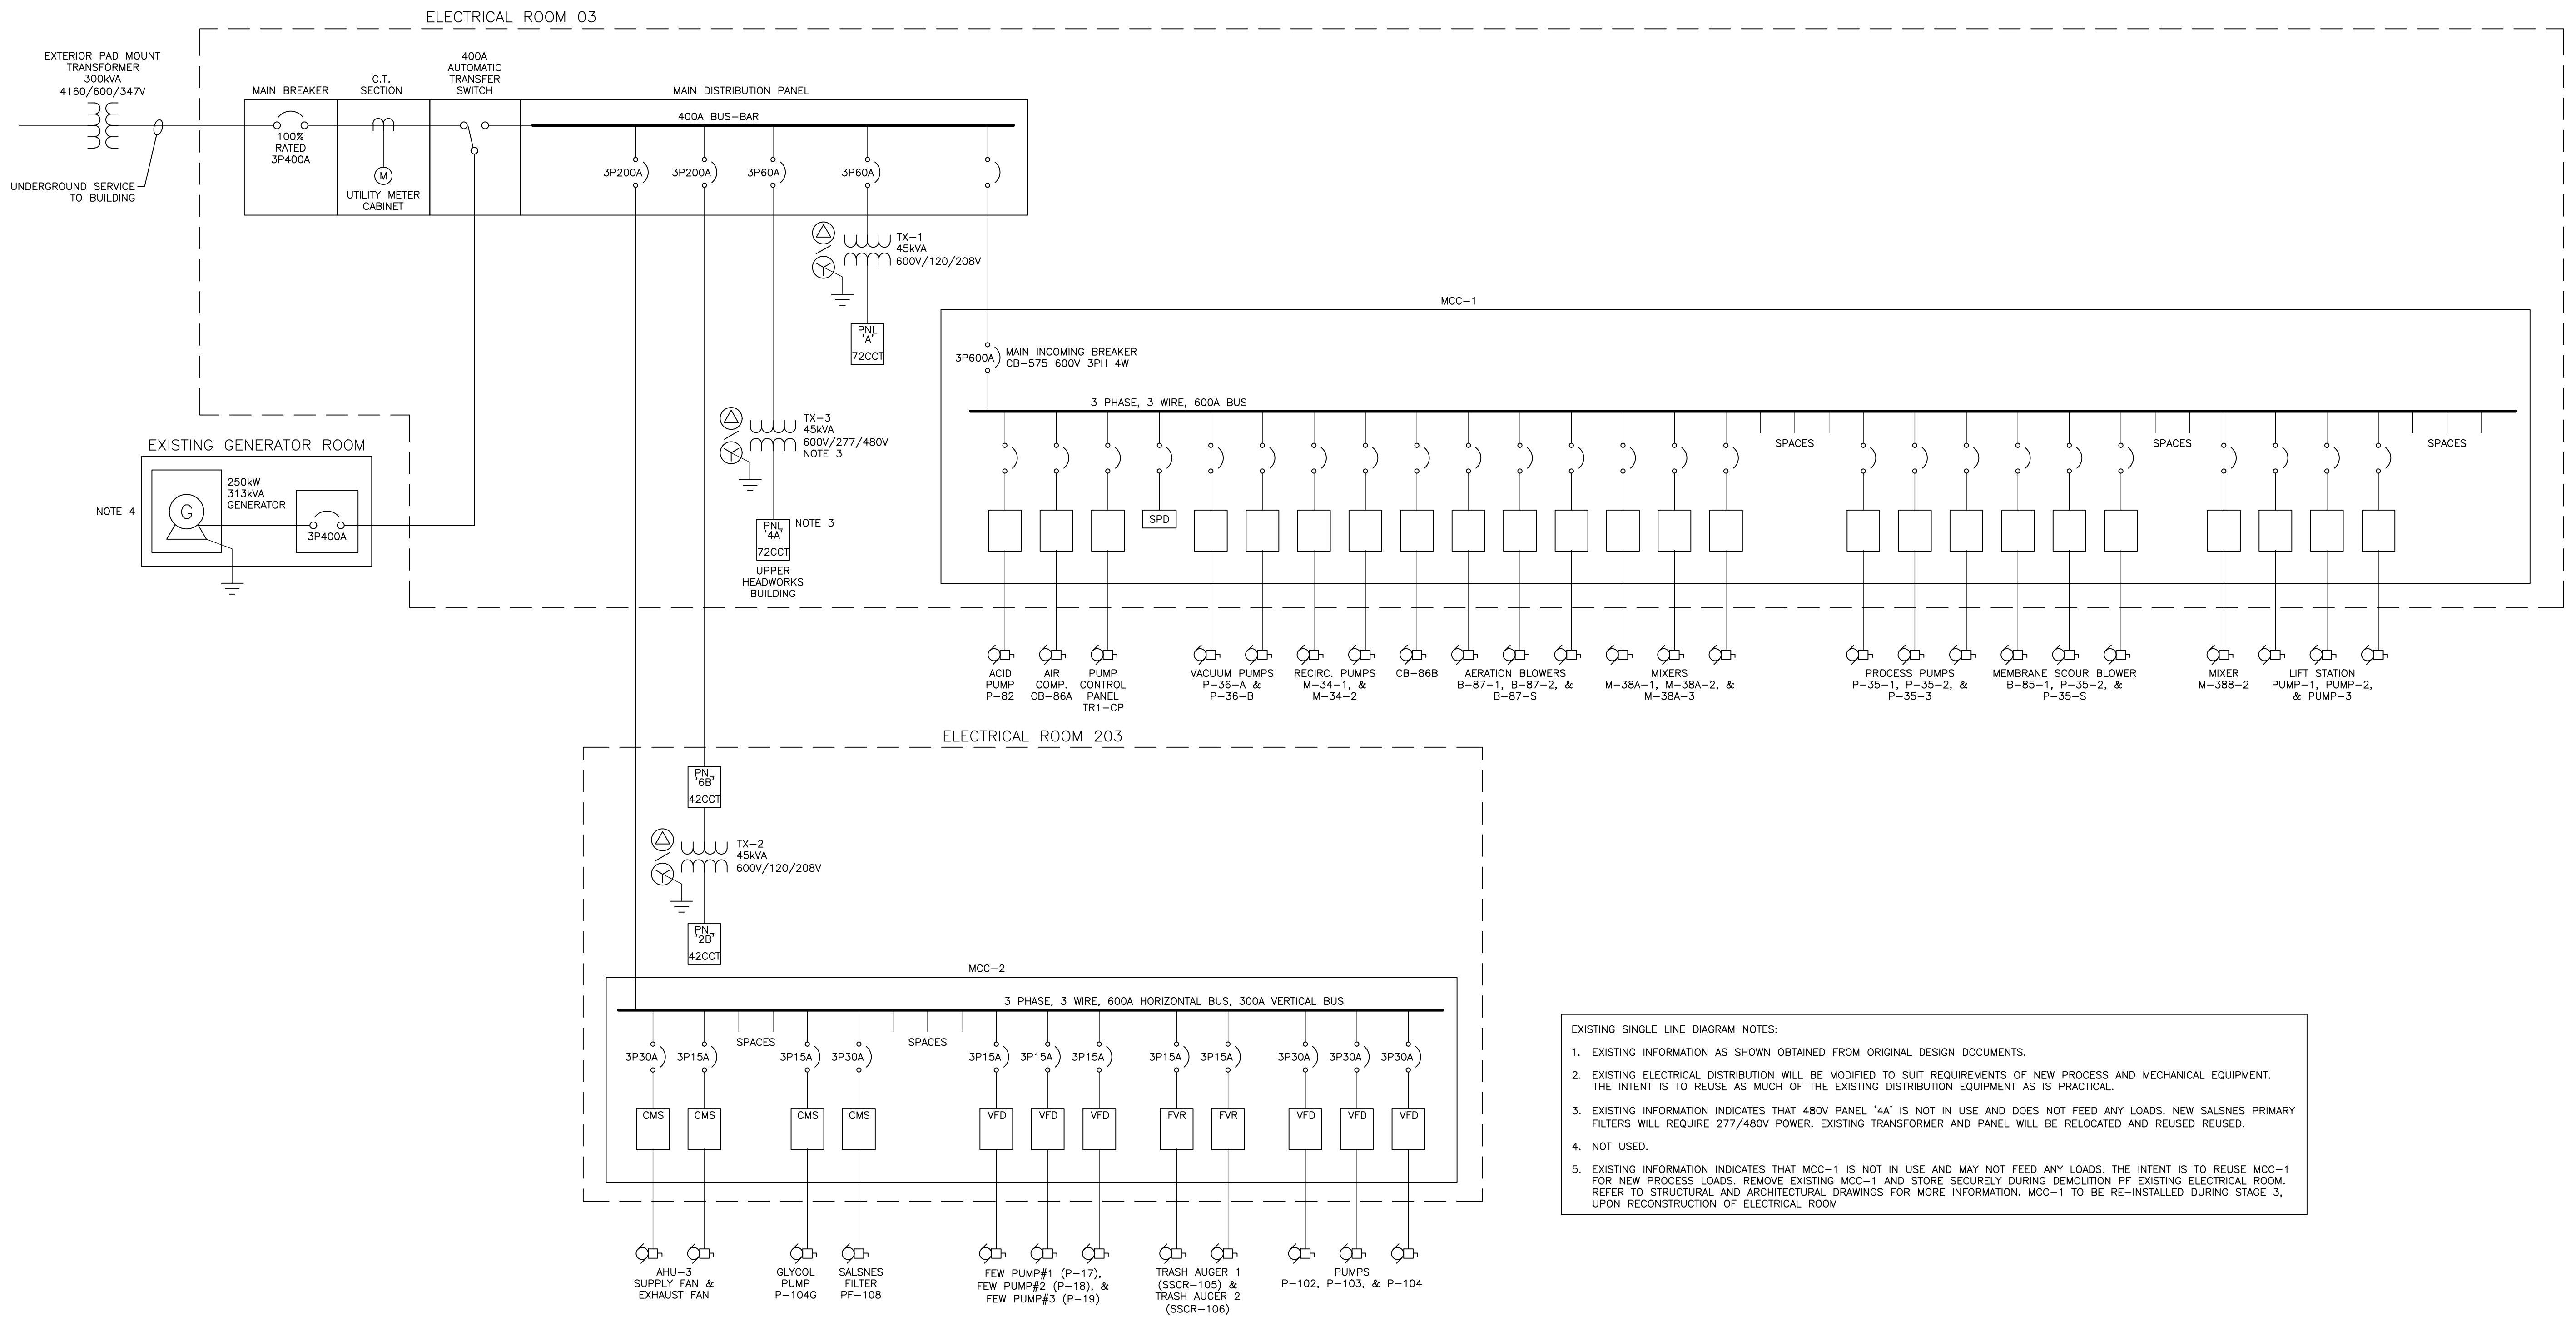 ELECTRICAL ROOM 03
EXTERIOR PAD MOUNT
TRANSFORMER
300kVA
4160/600/347V
UNDERGROUND SERVICE
TO BUILDING
MAIN BREAKER
100%
RATED
3P400A
C.T.
SECTION
M
UTILITY METER
CABINET
400A
AUTOMATIC
TRANSFER
SWITCH
MAIN DISTRIBUTION PANEL
400A BUS-BAR
3P200A
3P200A
3P60A
3P60A
TX-1
45kVA
600V/120/208V
PNL
'A'
72CCT
TX-3
45kVA
600V/277/480V
NOTE 3
PNL
'4A'
72CCT
NOTE 3
UPPER
HEADWORKS
BUILDING
EXISTING GENERATOR ROOM
NOTE 4
G
250kW
313kVA
GENERATOR
3P400A
MCC-1
3P600A
MAIN INCOMING BREAKER
CB-575 600V 3PH 4W
3 PHASE, 3 WIRE, 600A BUS
SPACES
SPACES
SPACES
SPD
ACID
PUMP
P-82
AIR
COMP.
CB-86A
PUMP
CONTROL
PANEL
TR1-CP
VACUUM PUMPS
P-36-A &
P-36-B
RECIRC. PUMPS
M-34-1, &
M-34-2
CB-86B
AERATION BLOWERS
B-87-1, B-87-2, &
B-87-S
MIXERS
M-38A-1, M-38A-2, &
M-38A-3
PROCESS PUMPS
P-35-1, P-35-2, &
P-35-3
MEMBRANE SCOUR BLOWER
B-85-1, P-35-2, &
P-35-S
MIXER
M-388-2
LIFT STATION
PUMP-1, PUMP-2,
& PUMP-3
ELECTRICAL ROOM 203
PNL
'6B'
42CCT
TX-2
45kVA
600V/120/208V
PNL
'2B'
42CCT
MCC-2
3 PHASE, 3 WIRE, 600A HORIZONTAL BUS, 300A VERTICAL BUS
SPACES
SPACES
3P30A
3P15A
3P15A
3P30A
3P15A
3P15A
3P15A
3P15A
3P15A
3P30A
3P30A
3P30A
CMS
CMS
CMS
CMS
VFD
VFD
VFD
FVR
FVR
VFD
VFD
VFD
AHU-3
SUPPLY FAN &
EXHAUST FAN
GLYCOL
PUMP
P-104G
SALSNES
FILTER
PF-108
FEW PUMP#1 (P-17),
FEW PUMP#2 (P-18), &
FEW PUMP#3 (P-19)
TRASH AUGER 1
(SSCR-105) &
TRASH AUGER 2
(SSCR-106)
PUMPS
P-102, P-103, & P-104
EXISTING SINGLE LINE DIAGRAM NOTES:
1. EXISTING INFORMATION AS SHOWN OBTAINED FROM ORIGINAL DESIGN DOCUMENTS.
2. EXISTING ELECTRICAL DISTRIBUTION WILL BE MODIFIED TO SUIT REQUIREMENTS OF NEW PROCESS AND MECHANICAL EQUIPMENT.
THE INTENT IS TO REUSE AS MUCH OF THE EXISTING DISTRIBUTION EQUIPMENT AS IS PRACTICAL.
3. EXISTING INFORMATION INDICATES THAT 480V PANEL '4A' IS NOT IN USE AND DOES NOT FEED ANY LOADS. NEW SALSNES PRIMARY
FILTERS WILL REQUIRE 277/480V POWER. EXISTING TRANSFORMER AND PANEL WILL BE RELOCATED AND REUSED REUSED.
4. NOT USED.
5. EXISTING INFORMATION INDICATES THAT MCC-1 IS NOT IN USE AND MAY NOT FEED ANY LOADS. THE INTENT IS TO REUSE MCC-1
FOR NEW PROCESS LOADS. REMOVE EXISTING MCC-1 AND STORE SECURELY DURING DEMOLITION PF EXISTING ELECTRICAL ROOM.
REFER TO STRUCTURAL AND ARCHITECTURAL DRAWINGS FOR MORE INFORMATION. MCC-1 TO BE RE-INSTALLED DURING STAGE 3,
UPON RECONSTRUCTION OF ELECTRICAL ROOM